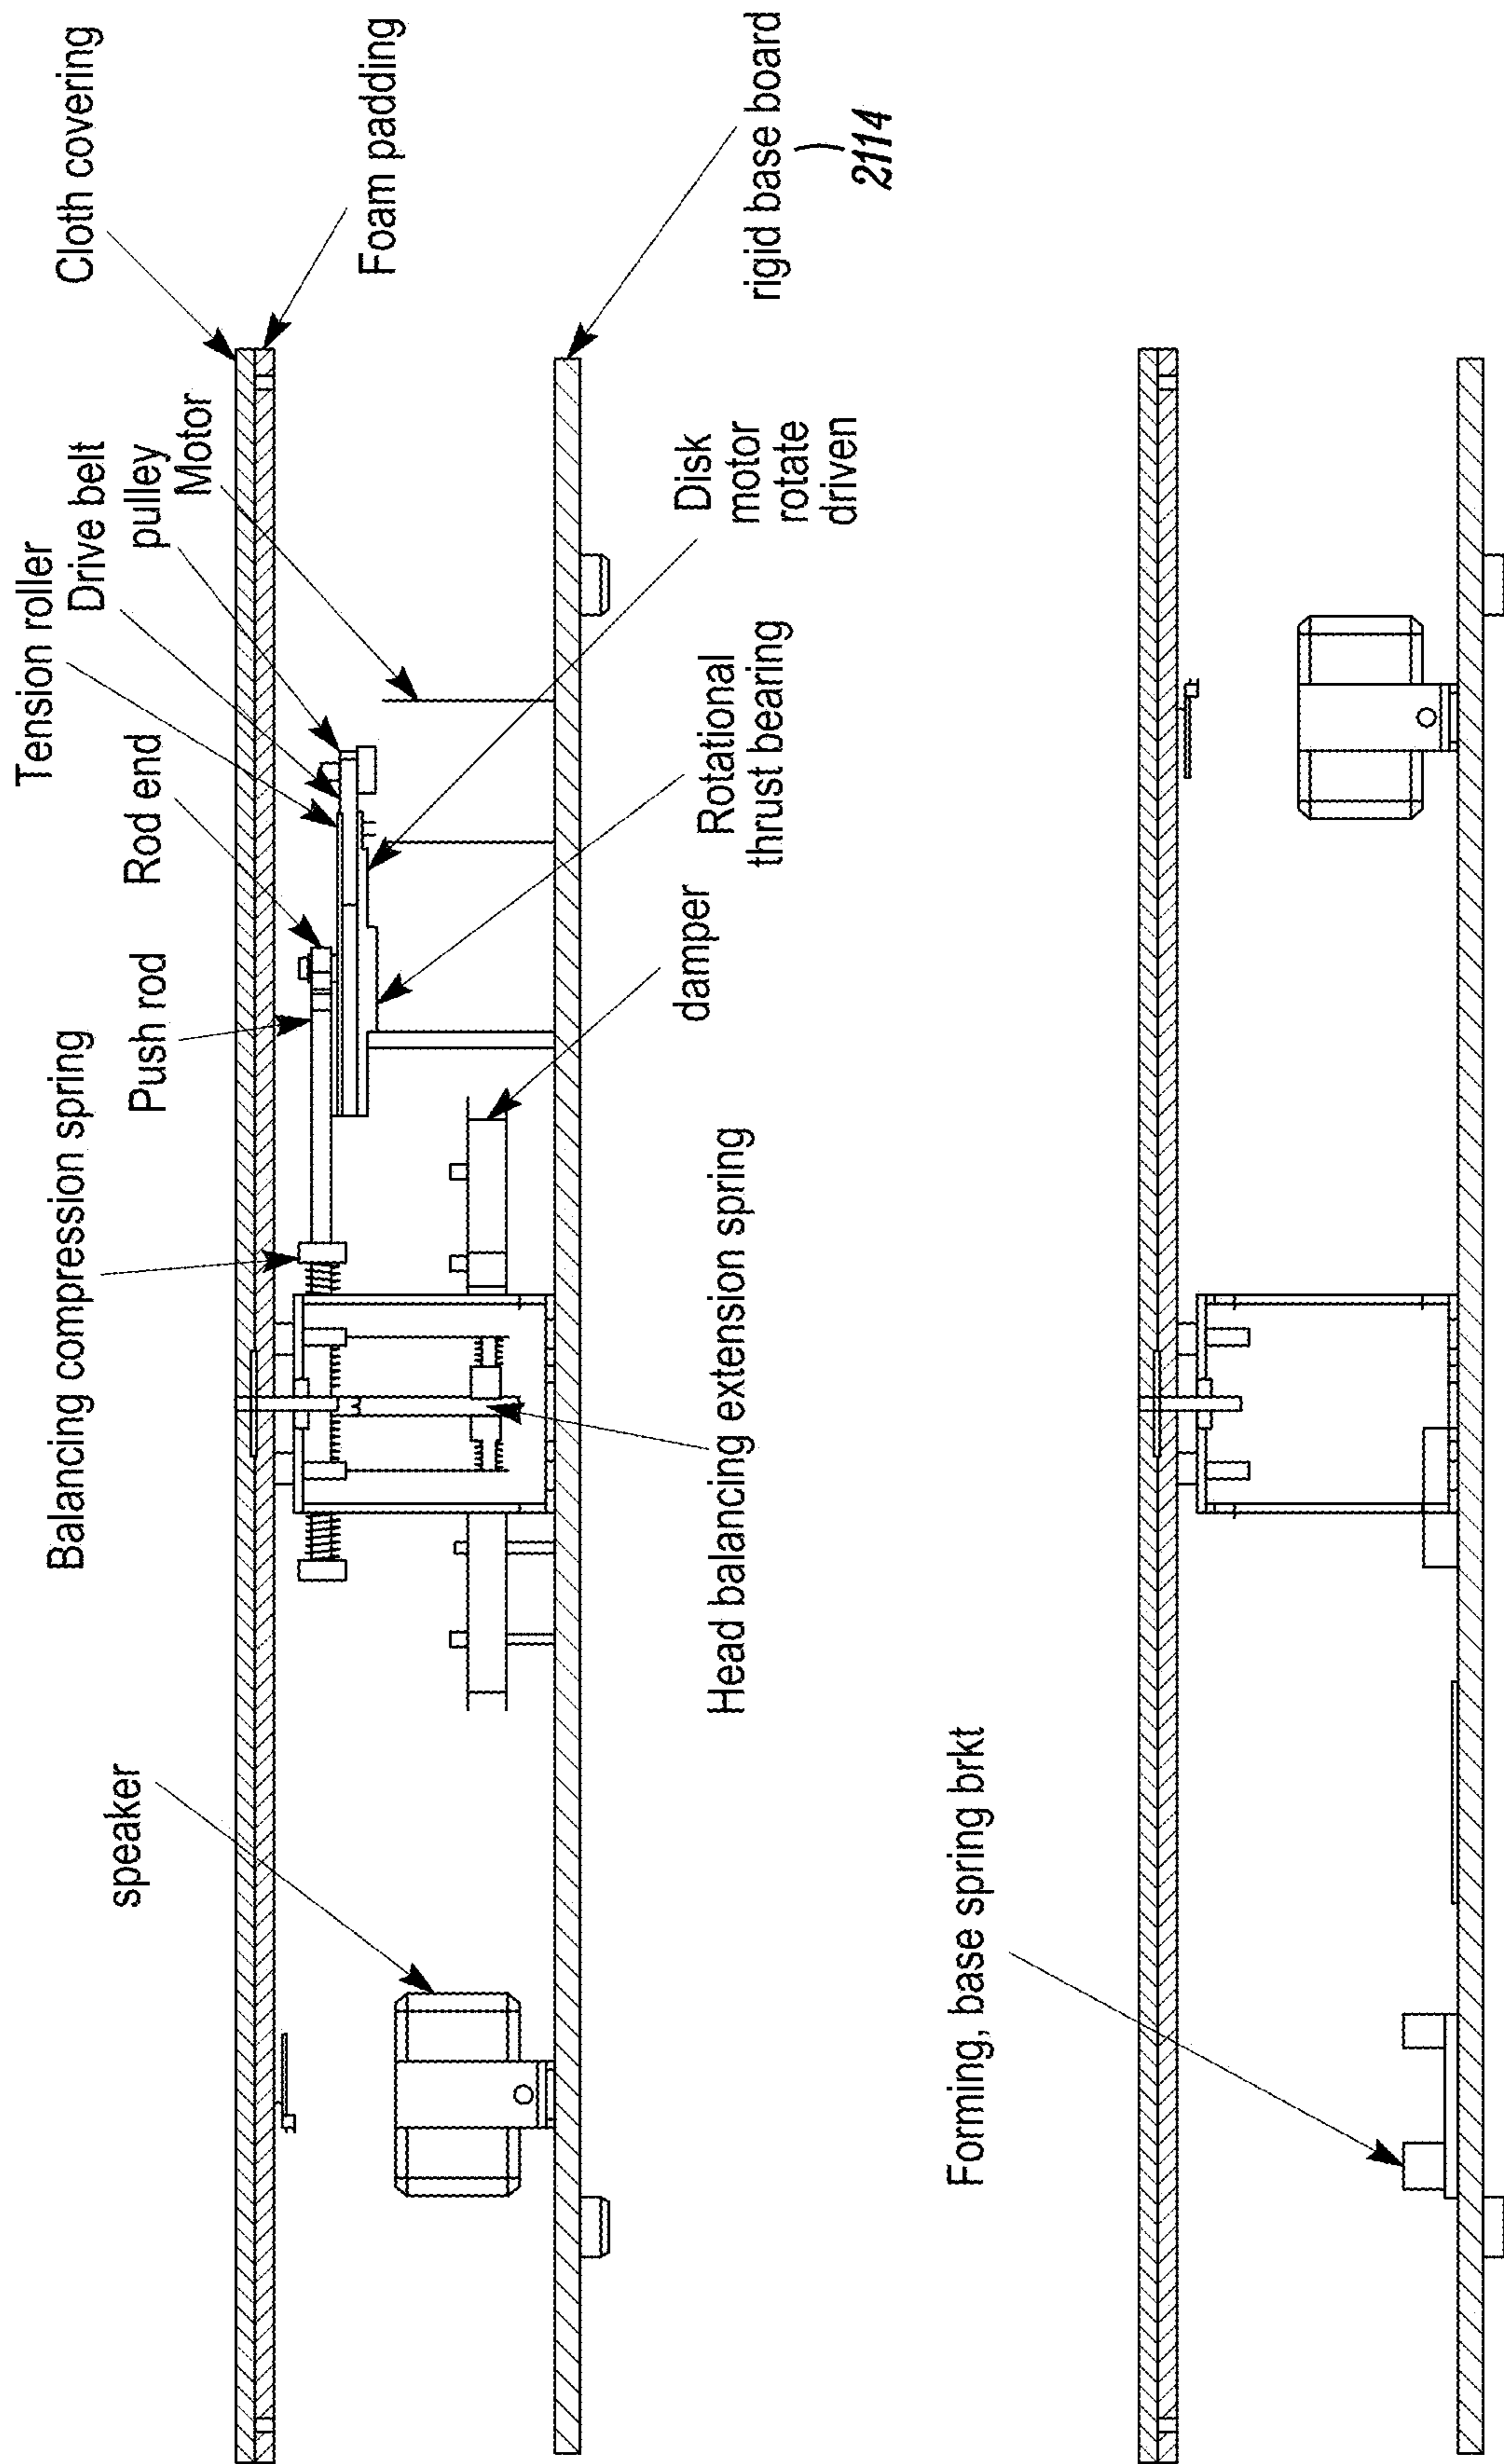 Cloth covering
Foam padding
Tension roller
Drive belt
pulley
Motor
Rod end
Push rod
Balancing compression spring
speaker
rigid base board
2114
Disk
motor
rotate
driven
Rotational
thrust bearing
damper
Head balancing extension spring
Forming, base spring brkt